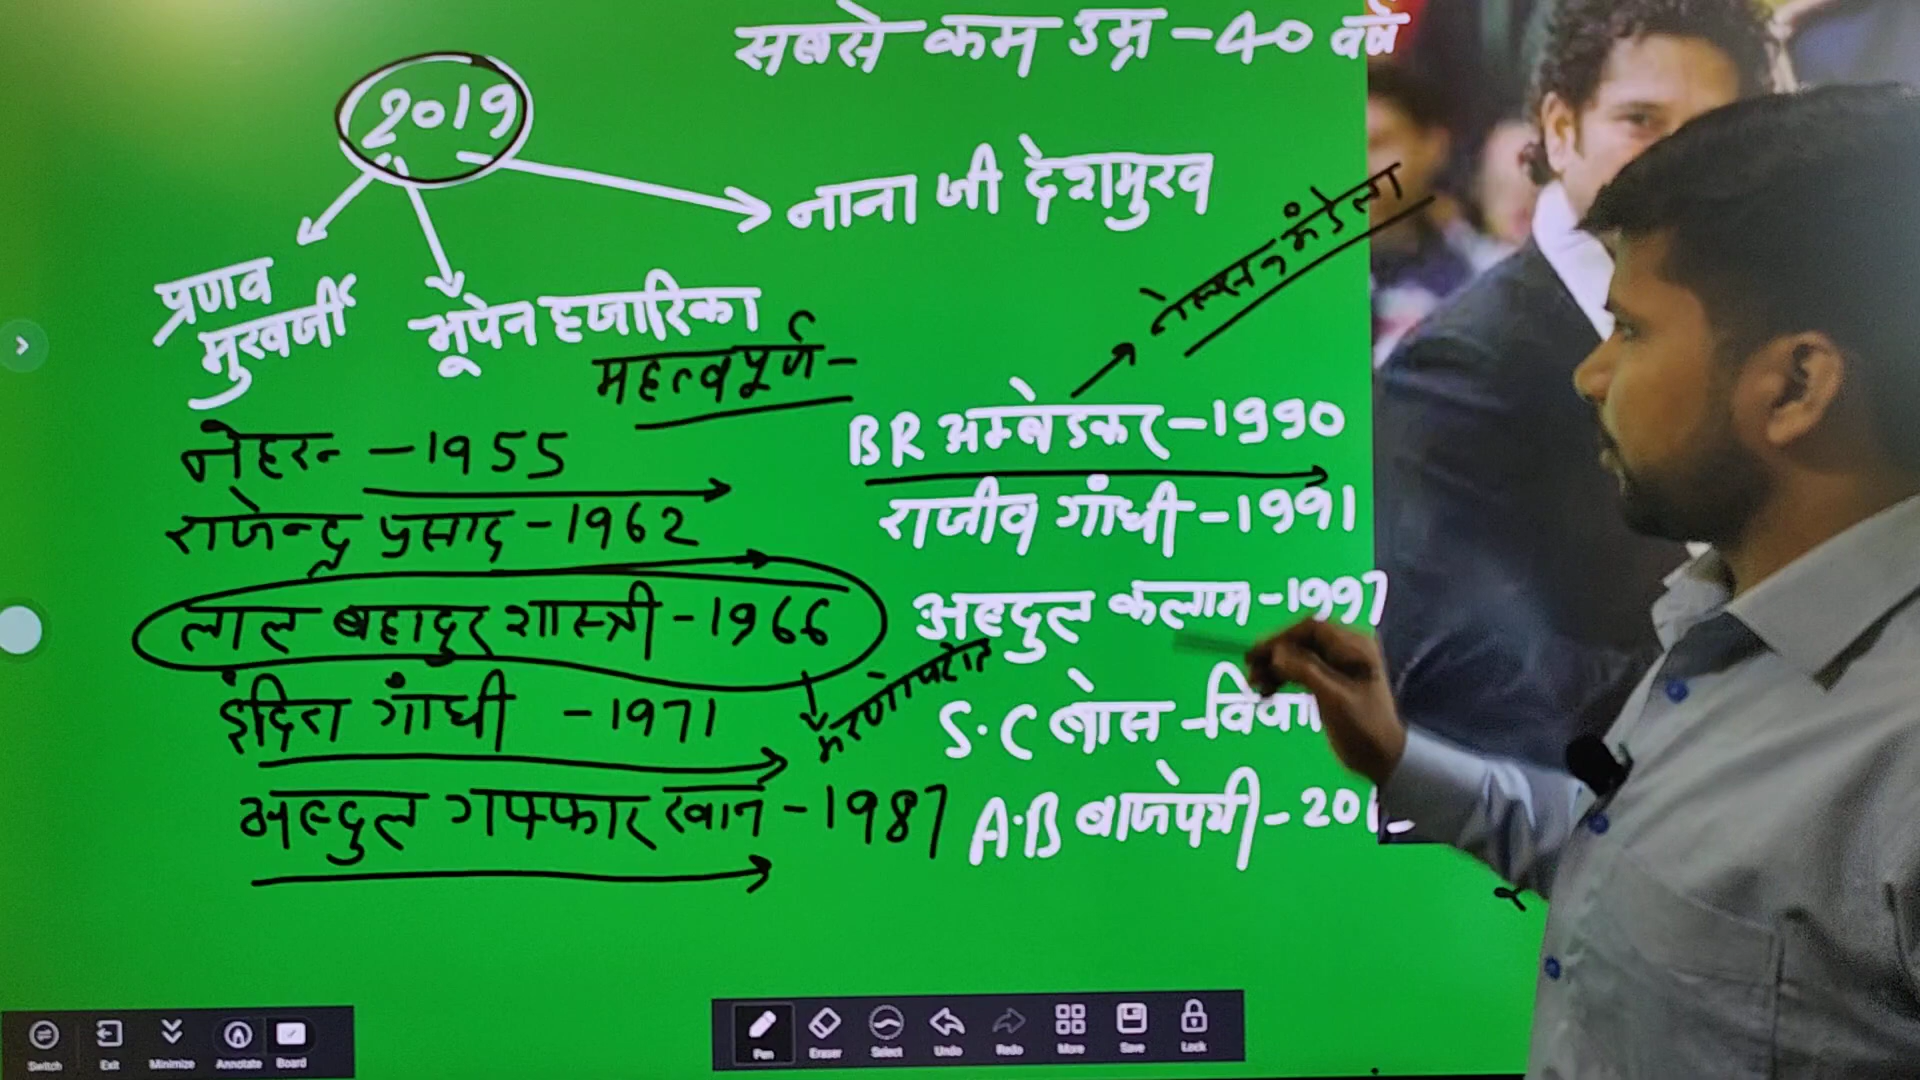 सबसे कम उम्र - 40 वर्ष
2019
नाना जी देशमुख
प्रणव
मुखर्जी
भूपेन हजारिका
नेल्सन मंडेला
महत्वपूर्ण -
नेहरू - 1955
राजेन्द्र प्रसाद - 1962
लाल बहादुर शास्त्री - 1966
मरणोपरांत
इंदिरा गाँधी - 1971
अब्दुल गफ्फार खान - 1987
BR अम्बेडकर - 1990
राजीव गाँधी - 1991
अब्दुल कलाम - 1997
S.C बोस - विवा
A.B वाजपेयी - 201
Switch
Exit
Minimize
Annotate
Board
Pen
Eraser
Select
Undo
Redo
More
Save
Lock